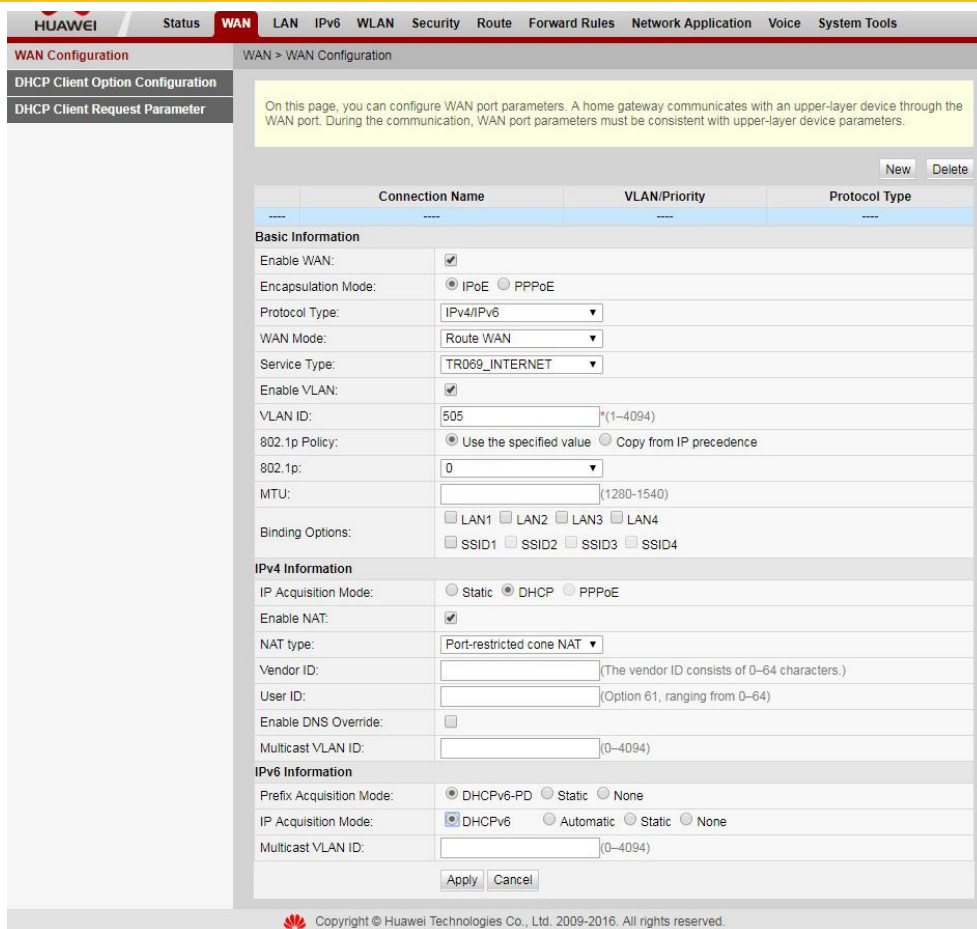 HUAWEI Status WAN LAN IPv6 WLAN Security Route Forward Rules Network Application Voice System Tools
WAN Configuration
DHCP Client Option Configuration
DHCP Client Request Parameter
WAN > WAN Configuration
On this page, you can configure WAN port parameters. A home gateway communicates with an upper-layer device through the
WAN port. During the communication, WAN port parameters must be consistent with upper-layer device parameters.
New Delete
Connection Name VLAN/Priority Protocol Type
---- ---- ---- ----
Basic Information
Enable WAN:
Encapsulation Mode: IPoE PPPoE
Protocol Type: IPv4/IPv6
WAN Mode: Route WAN
Service Type: TR069_INTERNET
Enable VLAN:
VLAN ID: 505 *(1–4094)
802.1p Policy: Use the specified value Copy from IP precedence
802.1p: 0
MTU: (1280-1540)
Binding Options: LAN1 LAN2 LAN3 LAN4
SSID1 SSID2 SSID3 SSID4
IPv4 Information
IP Acquisition Mode: Static DHCP PPPoE
Enable NAT:
NAT type: Port-restricted cone NAT
Vendor ID: (The vendor ID consists of 0–64 characters.)
User ID: (Option 61, ranging from 0–64)
Enable DNS Override:
Multicast VLAN ID: (0–4094)
IPv6 Information
Prefix Acquisition Mode: DHCPv6-PD Static None
IP Acquisition Mode: DHCPv6 Automatic Static None
Multicast VLAN ID: (0–4094)
Apply Cancel
Copyright © Huawei Technologies Co., Ltd. 2009-2016. All rights reserved.